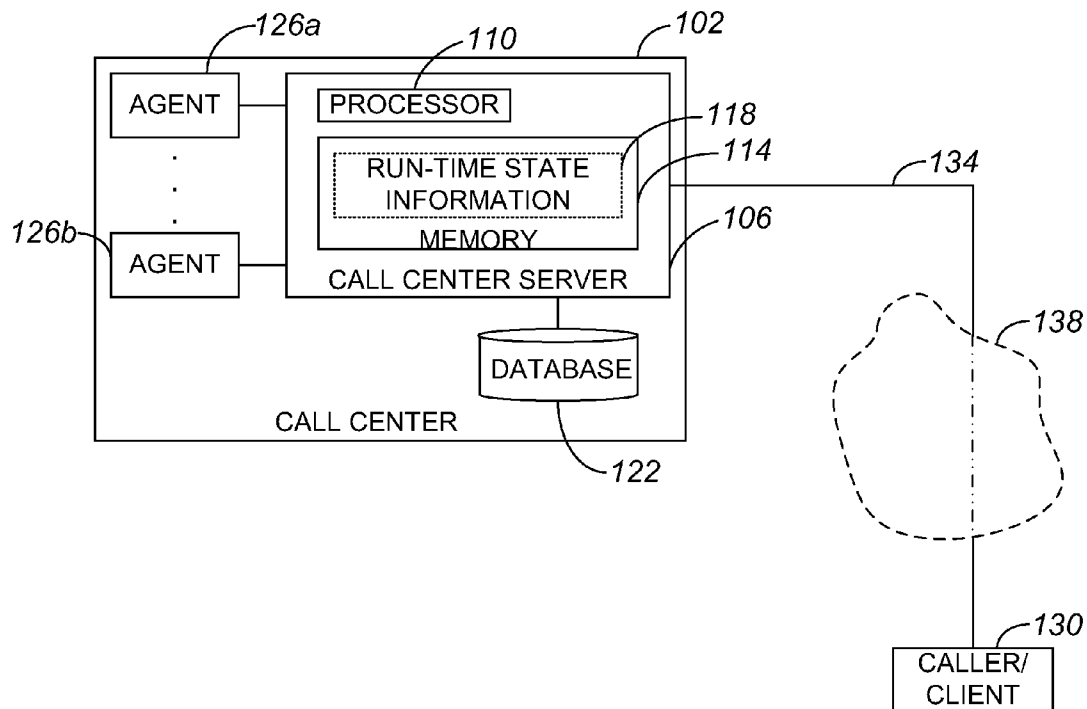 126a
110
102
AGENT
PROCESSOR
118
RUN-TIME STATE
INFORMATION
114
134
126b
AGENT
MEMORY
106
CALL CENTER SERVER
138
DATABASE
CALL CENTER
122
130
CALLER/
CLIENT